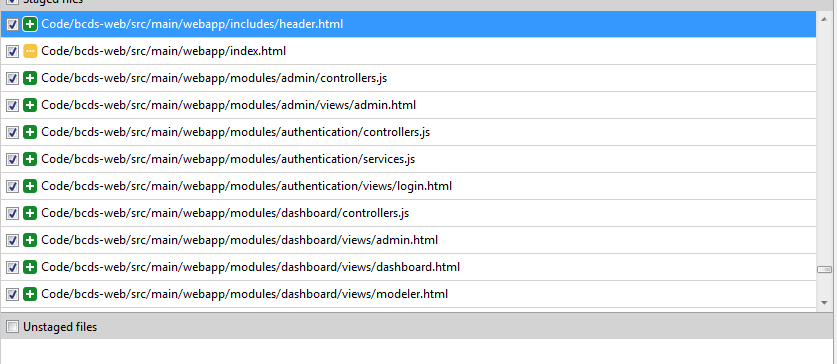 Staged files
Code/bcds-web/src/main/webapp/includes/header.html
Code/bcds-web/src/main/webapp/index.html
Code/bcds-web/src/main/webapp/modules/admin/controllers.js
Code/bcds-web/src/main/webapp/modules/admin/views/admin.html
Code/bcds-web/src/main/webapp/modules/authentication/controllers.js
Code/bcds-web/src/main/webapp/modules/authentication/services.js
Code/bcds-web/src/main/webapp/modules/authentication/views/login.html
Code/bcds-web/src/main/webapp/modules/dashboard/controllers.js
Code/bcds-web/src/main/webapp/modules/dashboard/views/admin.html
Code/bcds-web/src/main/webapp/modules/dashboard/views/dashboard.html
Code/bcds-web/src/main/webapp/modules/dashboard/views/modeler.html
Unstaged files